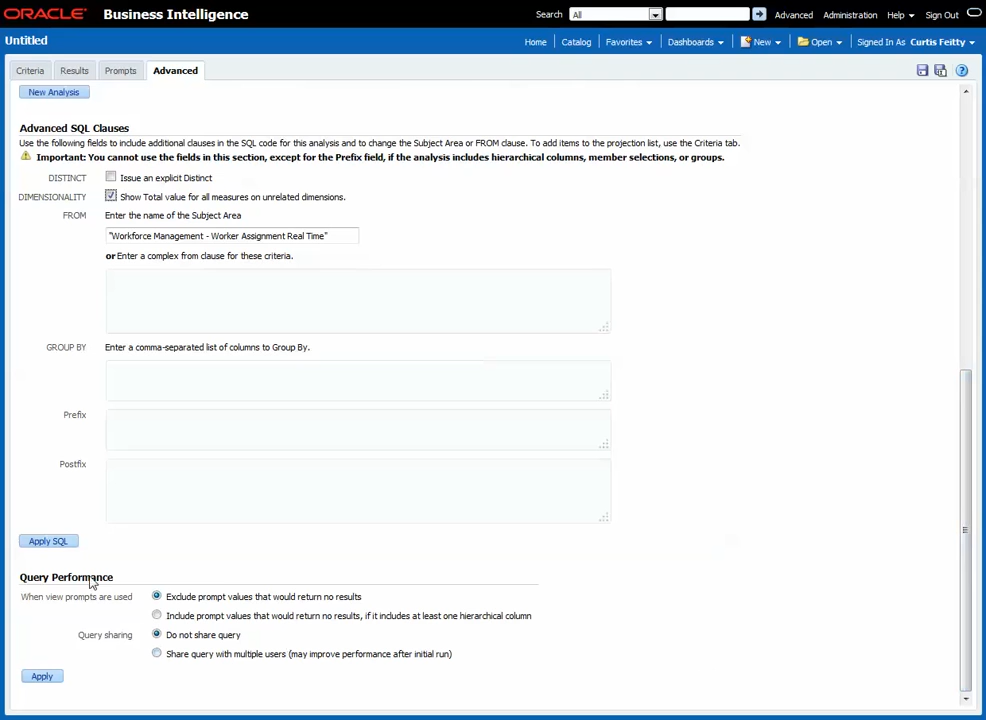 ORACLE Business Intelligence Search All Advanced Administration Help Sign Out
Untitled Home Catalog Favorites Dashboards New Open Signed In As Curtis Feitty
Criteria Results Prompts Advanced
New Analysis
Advanced SQL Clauses
Use the following fields to include additional clauses in the SQL code for this analysis and to change the Subject Area or FROM clause. To add items to the projection list, use the Criteria tab.
Important: You cannot use the fields in this section, except for the Prefix field, if the analysis includes hierarchical columns, member selections, or groups.
DISTINCT Issue an explicit Distinct
DIMENSIONALITY Show Total value for all measures on unrelated dimensions.
FROM Enter the name of the Subject Area
"Workforce Management - Worker Assignment Real Time"
or Enter a complex from clause for these criteria.
GROUP BY Enter a comma-separated list of columns to Group By.
Prefix
Postfix
Apply SQL
Query Performance
When view prompts are used Exclude prompt values that would return no results
Include prompt values that would return no results, if it includes at least one hierarchical column
Query sharing Do not share query
Share query with multiple users (may improve performance after initial run)
Apply